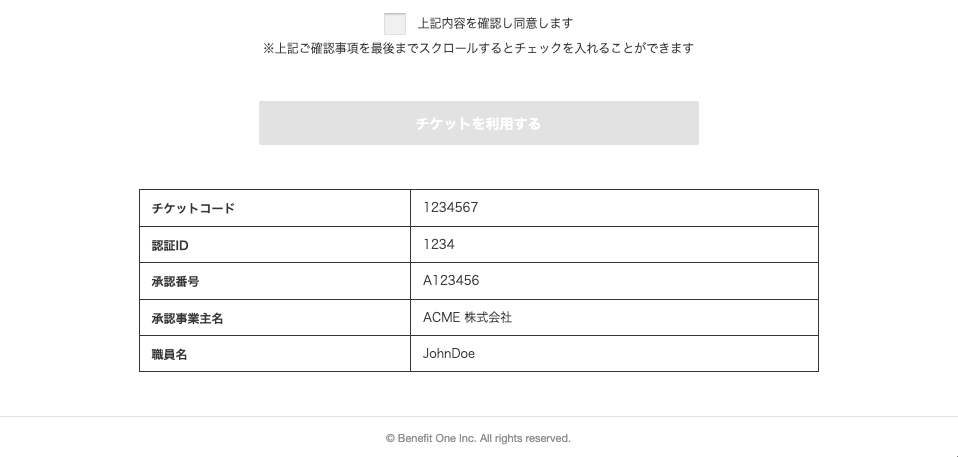 上記内容を確認し同意します
※上記ご確認事項を最後までスクロールするとチェックを入れることができます
チケットを利用する
チケットコード 1234567
認証ID 1234
承認番号 A123456
承認事業主名 ACME 株式会社
職員名 JohnDoe
© Benefit One Inc. All rights reserved.